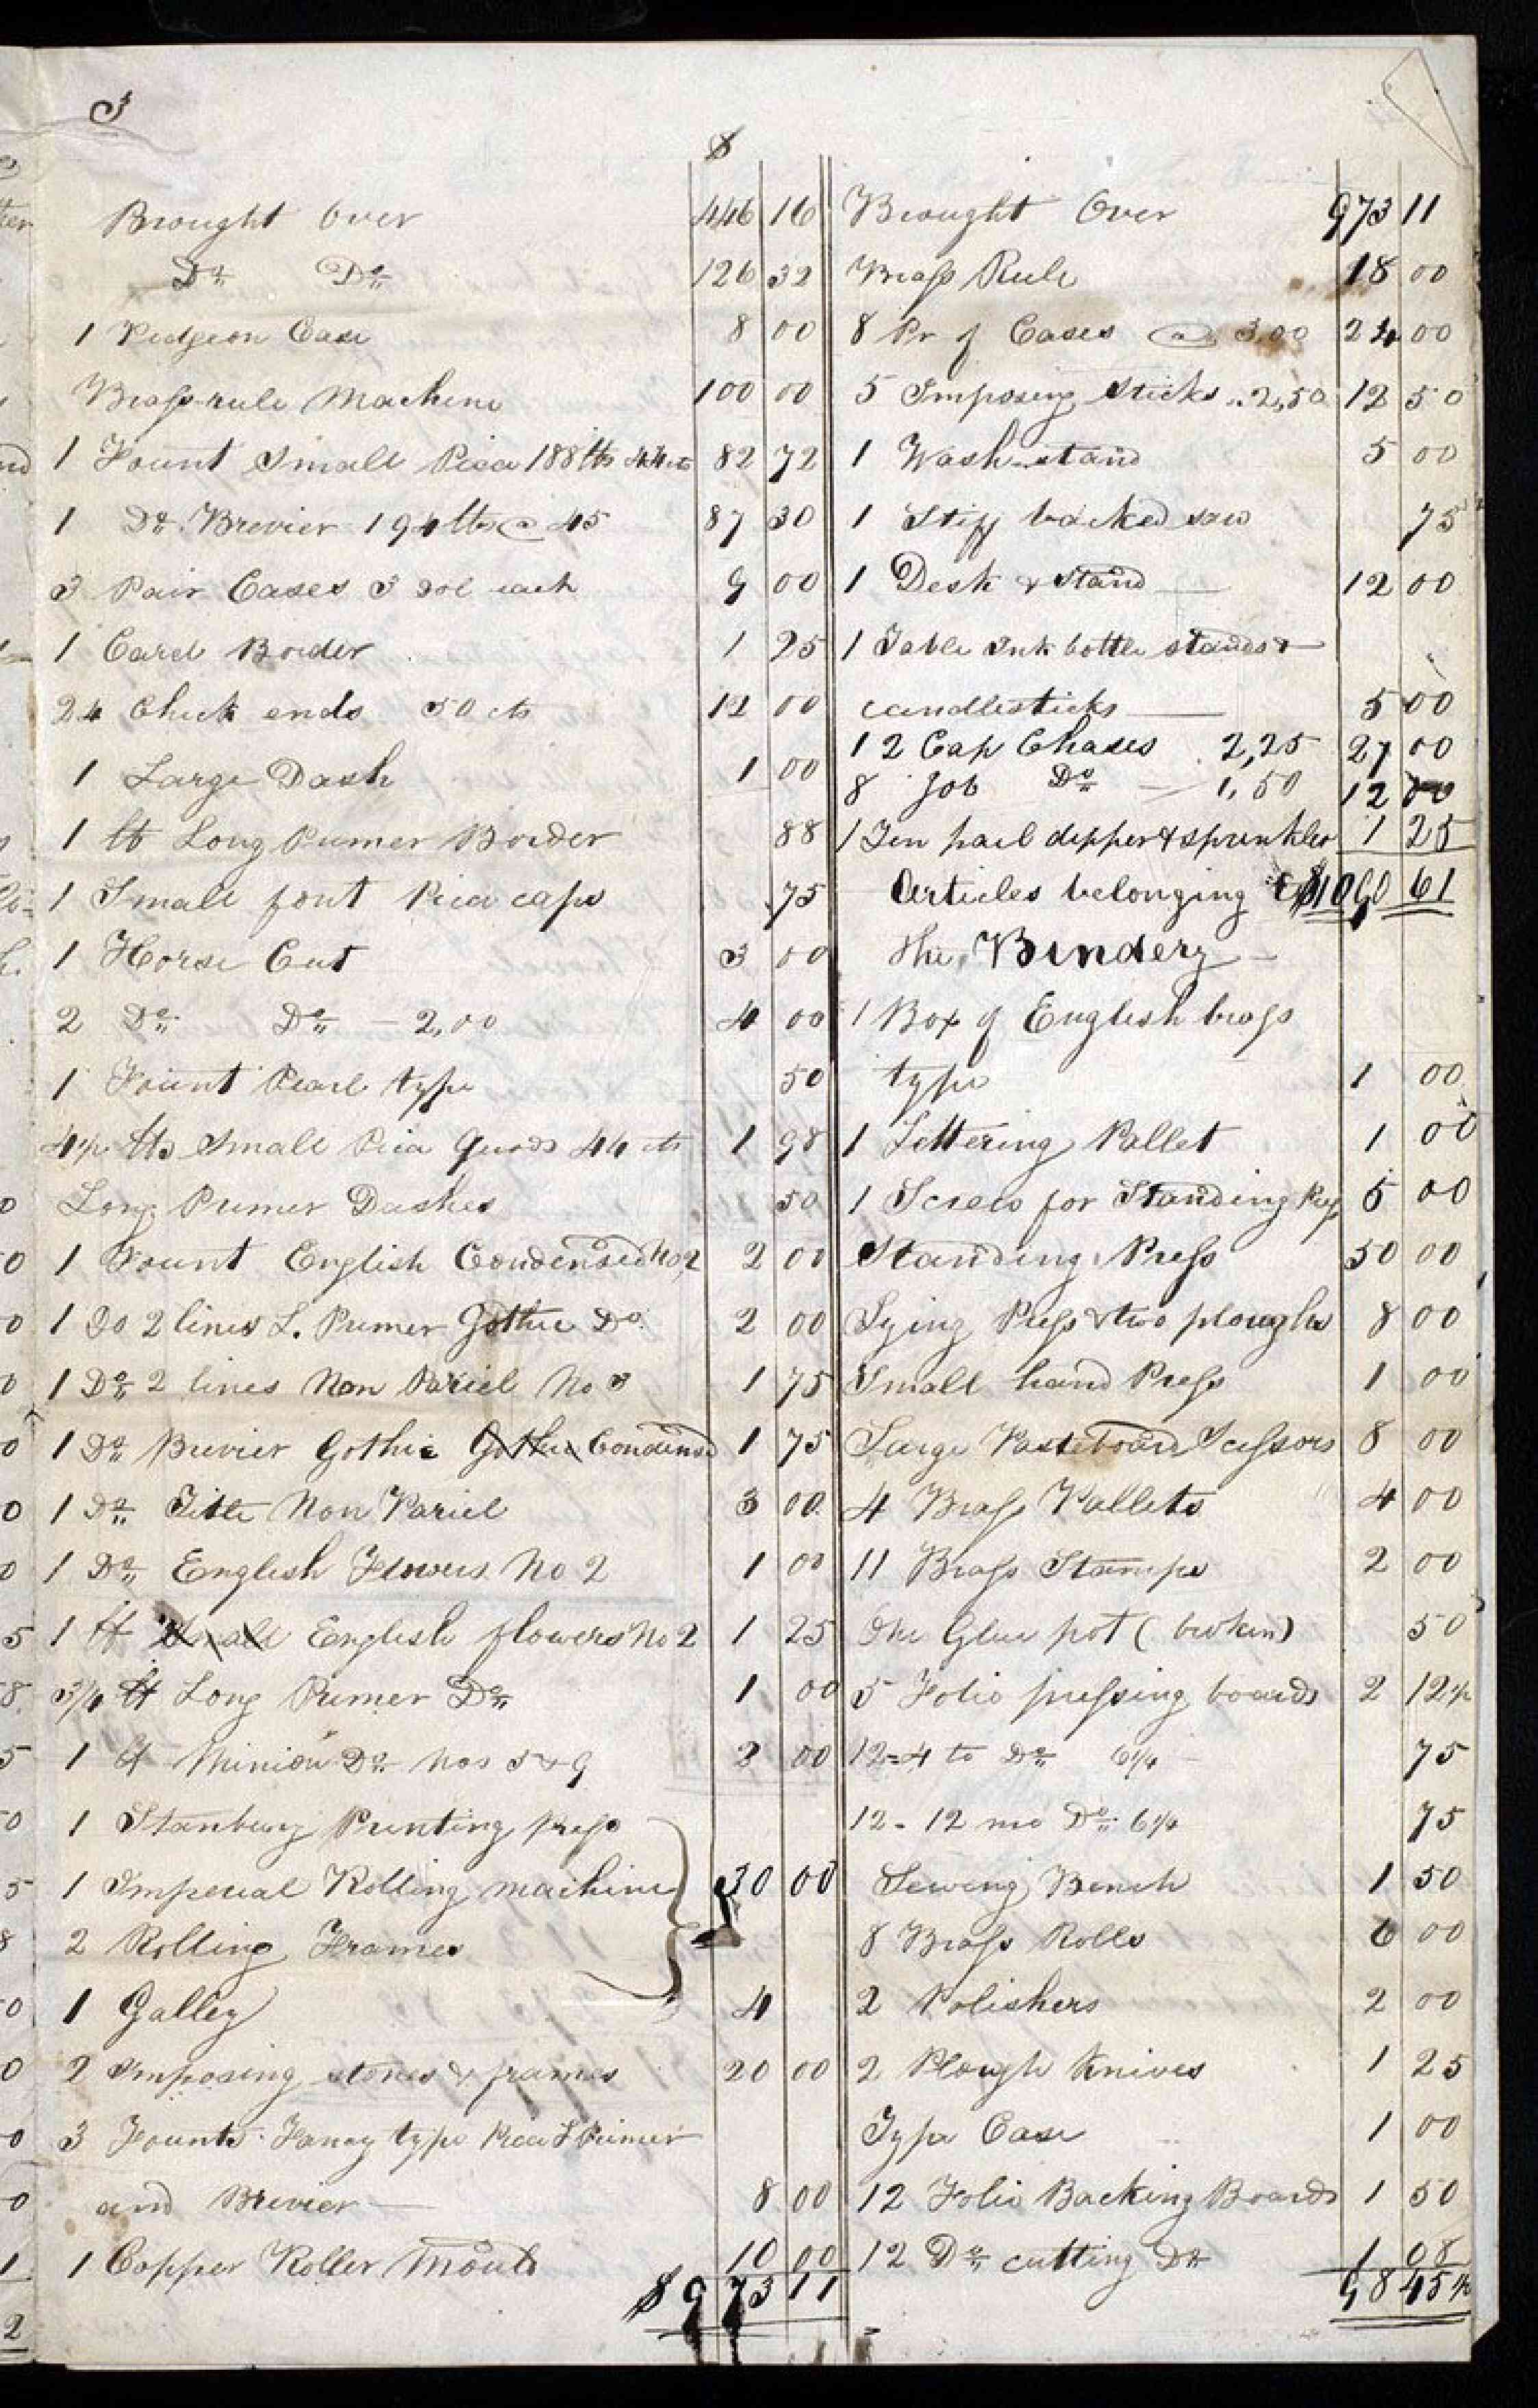 3
$
Brought Over 446 16
Do Do 126 32
1 Pidgeon Case 8 00
Brass-rule Machine 100 00
1 Fount Small Pica 188 lbs 44 cts 82 72
1 Do. Brevier 194 lbs @ 45 87 30
3 Pair Cases 3 dol each 9 00
1 Card Border 1 25
24 Check ends 50 cts 12 00
1 Large Dash 1 00
1 lb Long Primer Border 88
1 Small font Pica caps 75
1 Horse Cut 3 00
2 Do Do - 2,00 4 00
1 Fount Pearl type 50
4½ lbs Small Pica Quads 44 cts 1 98
Long Primer Dashes 50
1 Fount English Condensed No 2 2 00
1 Do 2 lines L. Primer Gothic Do. 2 00
1 Do 2 lines Non Pariel No 3 1 75
1 Do Brevier Gothic Gothic Condensed 1 75
1 Do Title Non Pariel 3 00
1 Do English Flowers No 2 1 00
1 lb Small English flowers No 2 1 25
3/4 lb Long Primer Do 1 00
1 lb Minion Do Nos 5 & 9 2 00
1 Stanbury Printing press
1 Imperial Rolling machine 30 00
2 Rolling Frames
1 Galley 4
2 Imposing stones & frames 20 00
3 Founts Fancy type Pica L Primer
and Brevier 8 00
1 Copper Roller Mould 10 00
$973 11
Brought Over 973 11
Brass Rule 18 00
8 Pr of Cases @ 3,00 24 00
5 Imposing Sticks .. 2,50 12 50
1 Wash-stand 5 00
1 Stiff backed saw 75
1 Desk & Stand 12 00
1 Table Ink bottle stands &
candlesticks 5 00
12 Cap Chases 2,25 27 00
8 Job Do 1,50 12 00
1 Tin pail dipper & sprinkler 1 25
Articles belonging to $1090 61
the Bindery
1 Box of English brass
type 1 00
1 Lettering Pallet 1 00
1 Screw for Standing Press 5 00
Standing Press 50 00
Tying Press & two ploughs 8 00
Small hand Press 1 00
Large Pasteboard Scissors 8 00
4 Brass Pallets 4 00
11 Brass Stamps 2 00
One Glue pot (broken) 50
5 Folio pressing boards 2 12½
12 - 4 to Do 6¼ 75
12 - 12 mo Do 6¼ 75
Sewing Bench 1 50
8 Brass Rolls 6 00
2 Polishers 2 00
2 Plough Knives 1 25
Type Case 1 00
12 Folio Backing Boards 1 50
12 Do cutting Do 1 08
98 45½